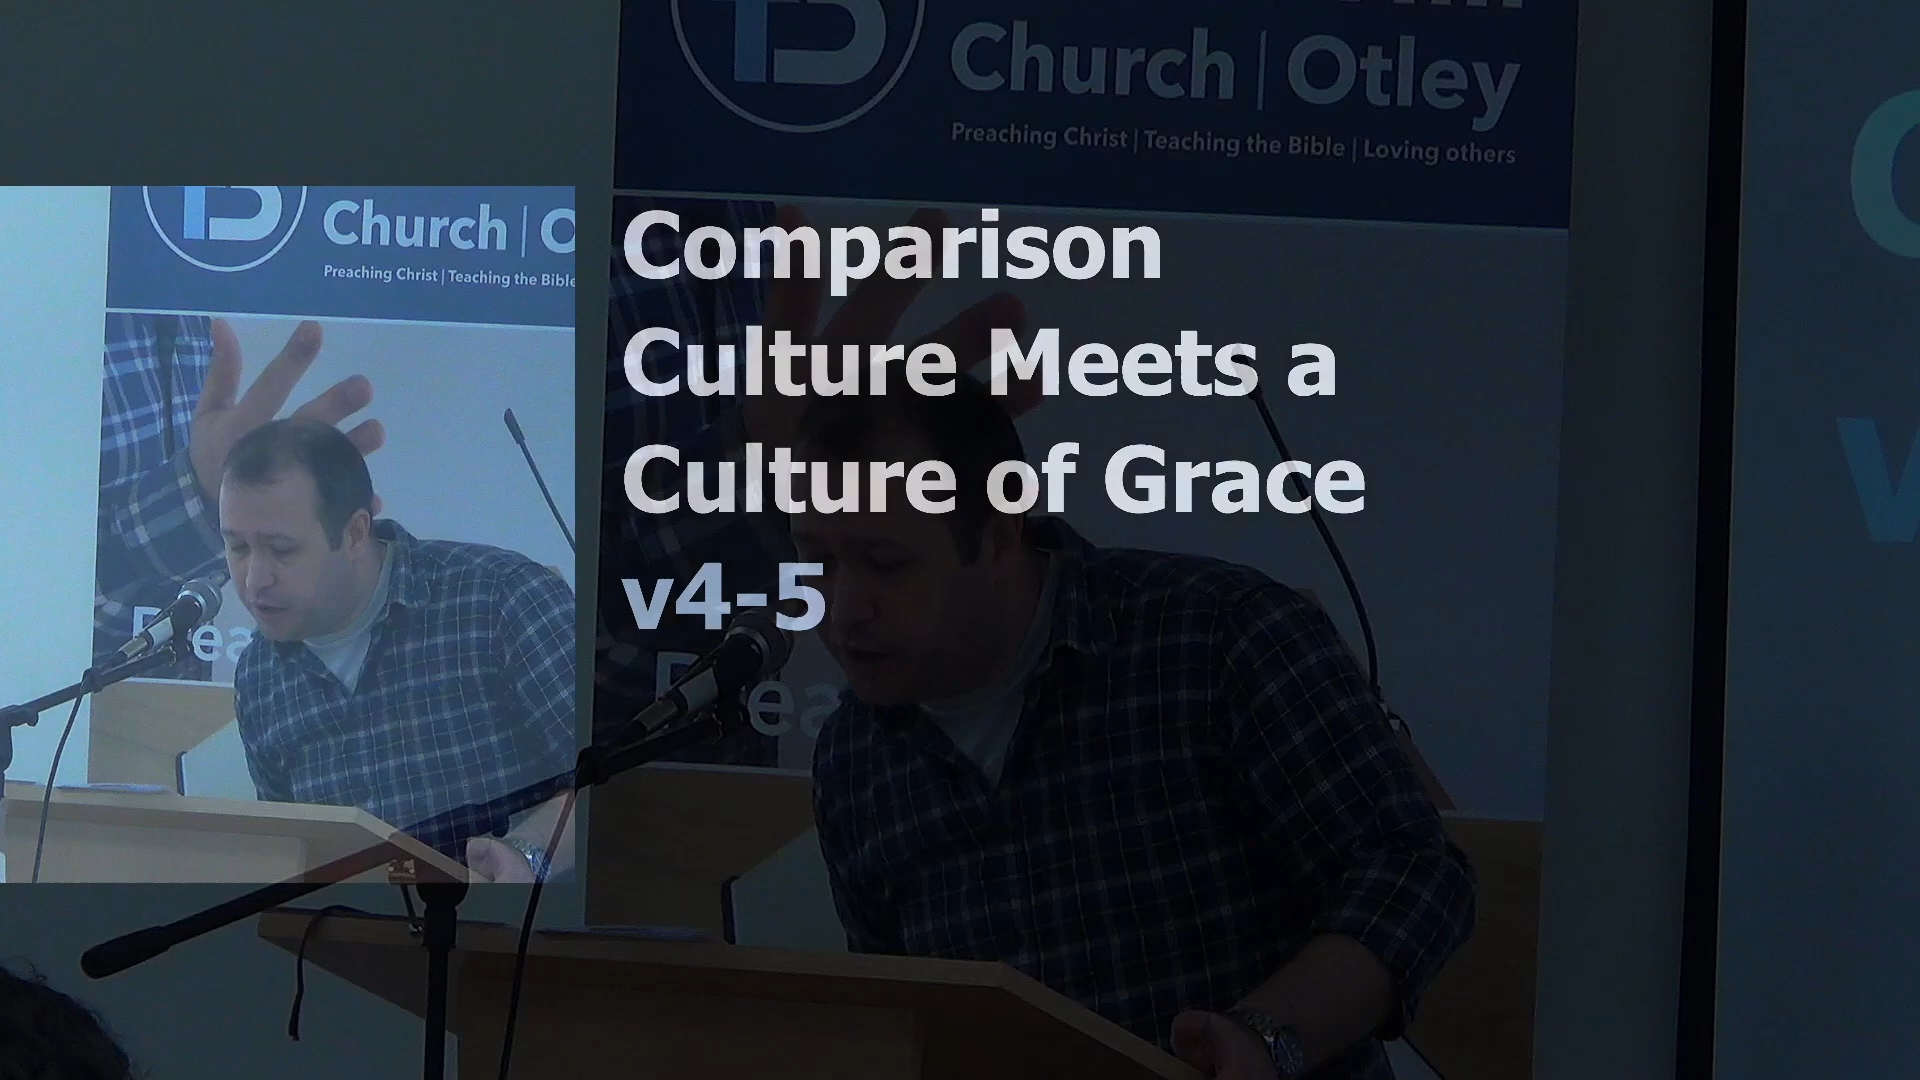 Church | Otley
Preaching Christ | Teaching the Bible | Loving others
Church |
Preaching Christ | Teaching the Bible
Comparison
Culture Meets a
Culture of Grace
v4-5